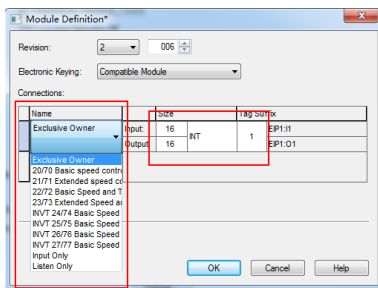 Module Definition*
Revision: 2 006
Electronic Keying: Compatible Module
Connections:
Name Size Tag Suffix
Exclusive Owner Input: 16 INT 1 EIP1:I1
Output 16 EIP1:O1
Exclusive Owner
20/70 Basic speed contr
21/71 Extended speed c
22/72 Basic Speed and T
23/73 Extended Speed a
INVT 24/74 Basic Speed
INVT 25/75 Basic Speed
INVT 26/76 Basic Speed
INVT 27/77 Basic Speed
Input Only
Listen Only
OK Cancel Help